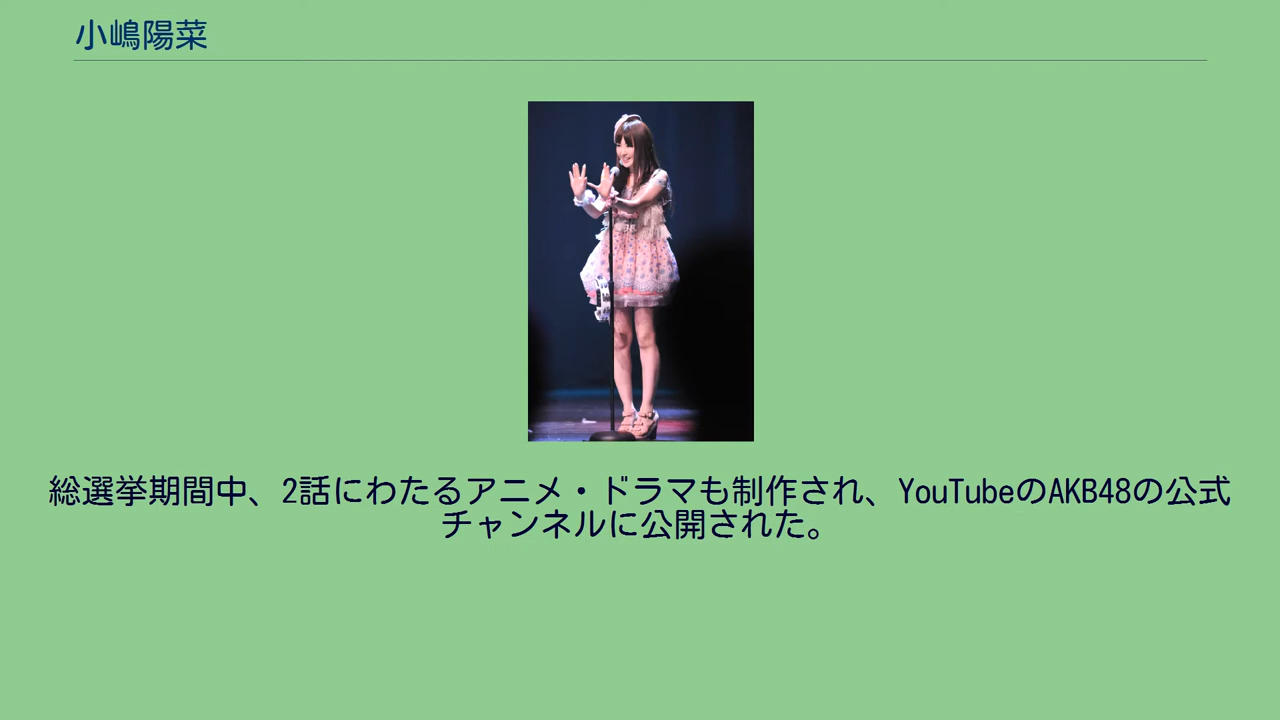 小嶋陽菜
総選挙期間中、2話にわたるアニメ・ドラマも制作され、YouTubeのAKB48の公式
チャンネルに公開された。